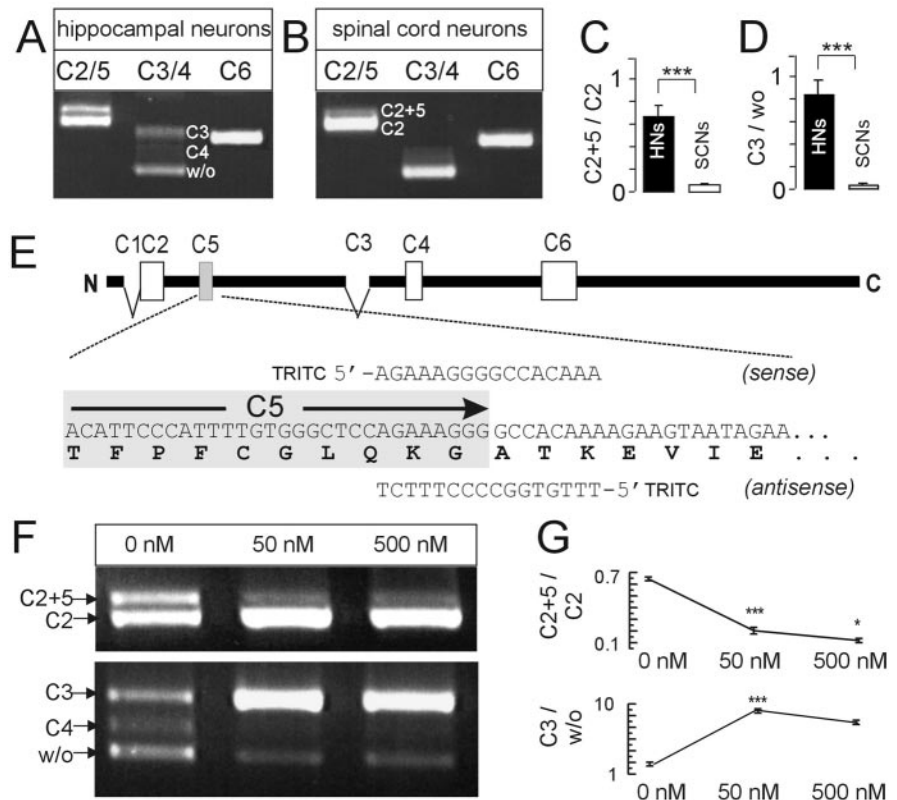 A
hippocampal neurons
C2/5 C3/4 C6
C3
C4
w/o
B
spinal cord neurons
C2/5 C3/4 C6
C2+5
C2
C
1
***
C2+5 / C2
HNs
SCNs
0
D
1
***
C3 / wo
HNs
SCNs
0
E
C1 C2 C5 C3 C4 C6
N C
TRITC 5' -AGAAAGGGGCCACAAA (sense)
C5
ACATTCCCATTTTGTGGGCTCCAGAAAGGG GCCACAAAAGAAGTAATAGAA...
T F P F C G L Q K G A T K E V I E . . .
TCTTTCCCCGGTGTTT-5' TRITC (antisense)
F
0 nM 50 nM 500 nM
C2+5
C2
C3
C4
w/o
G
C2+5 / C2
0.7
0.1
*** *
0 nM 50 nM 500 nM
C3 / w/o
10
1
***
0 nM 50 nM 500 nM